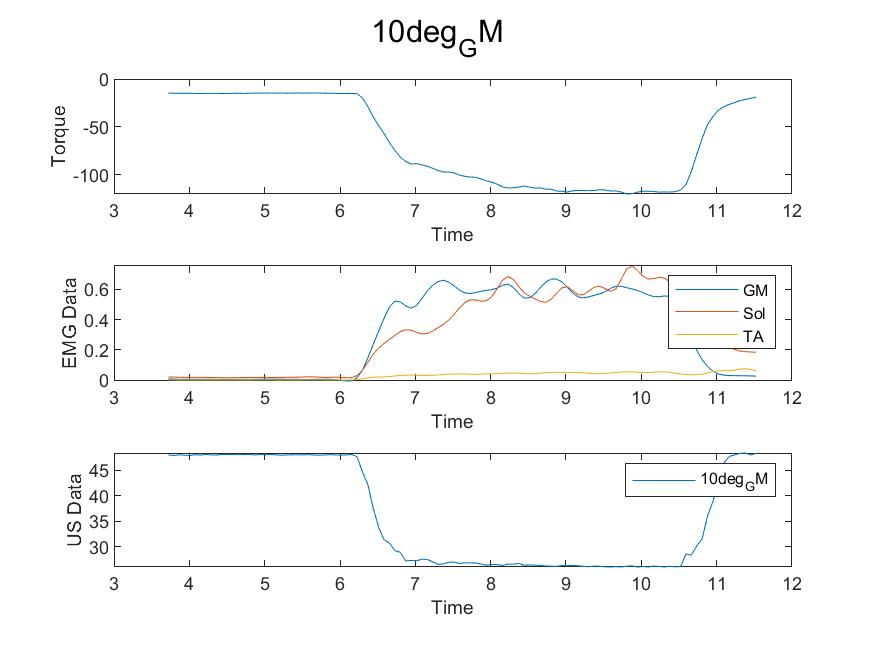 10deg_GM
0
-50
-100
Torque
3 4 5 6 7 8 9 10 11 12
Time
0.6
0.4
0.2
0
EMG Data
GM
Sol
TA
3 4 5 6 7 8 9 10 11 12
Time
45
40
35
30
US Data
10deg_GM
3 4 5 6 7 8 9 10 11 12
Time